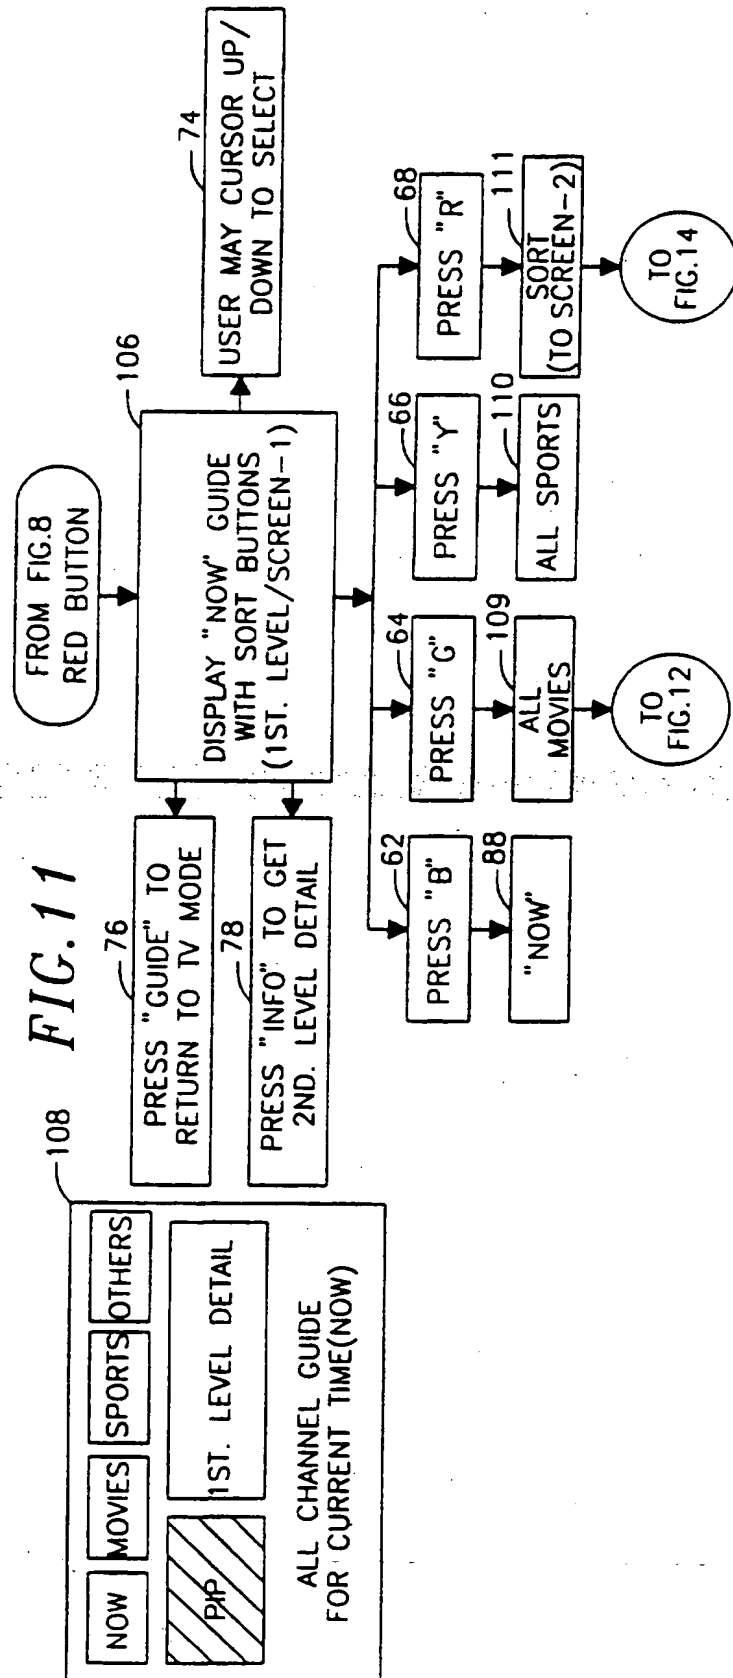 FIG.11
108
NOW
MOVIES
SPORTS
OTHERS
PIP
1ST. LEVEL DETAIL
ALL CHANNEL GUIDE
FOR CURRENT TIME(NOW)
FROM FIG.8
RED BUTTON
106
DISPLAY "NOW" GUIDE
WITH SORT BUTTONS
(1ST. LEVEL/SCREEN-1)
76
PRESS "GUIDE" TO
RETURN TO TV MODE
78
PRESS "INFO" TO GET
2ND. LEVEL DETAIL
74
USER MAY CURSOR UP/
DOWN TO SELECT
62
PRESS "B"
88
"NOW"
64
PRESS "G"
109
ALL
MOVIES
TO
FIG.12
66
PRESS "Y"
110
ALL SPORTS
68
PRESS "R"
111
SORT
(TO SCREEN-2)
TO
FIG.14